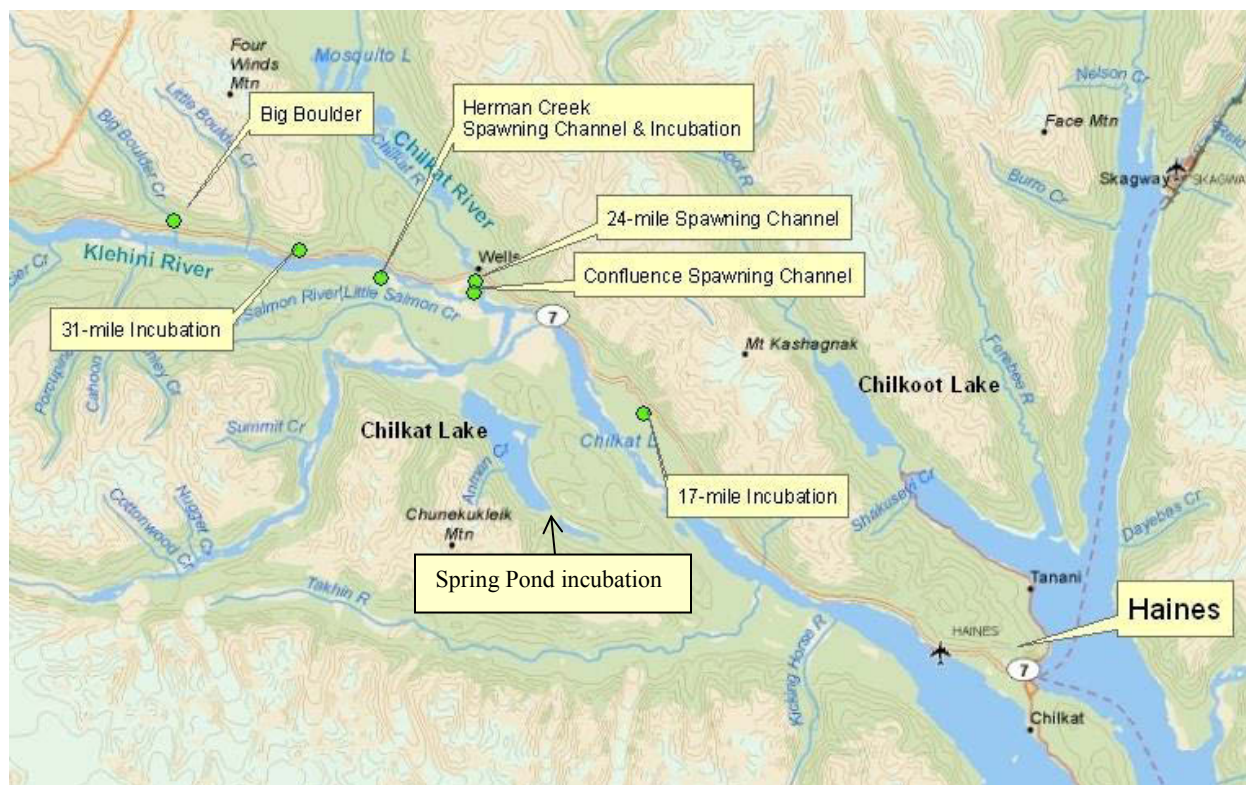 Four
Winds
Mtn
Mosquito L
Nelson Cr
Big Boulder
Herman Creek
Spawning Channel & Incubation
Little Boulder Cr
Big Boulder Cr
Face Mtn
Chilkat R
Chilkat River
Skagway
SKAGWA
Burro Cr
24-mile Spawning Channel
Wells
Klehini River
Confluence Spawning Channel
Salmon River
Little Salmon Cr
31-mile Incubation
7
Mt Kashagnak
Ferebee R
Porcupine
Cahoon
Chilkoot Lake
Summit Cr
Chilkat Lake
Chilkat L
17-mile Incubation
Cottonwood Cr
Nugget Cr
Chunekukleik
Mtn
Dayebas Cr
Spring Pond incubation
Takhin R
Tanani
Haines
HAINES
Kicking Horse R
7
Chilkat